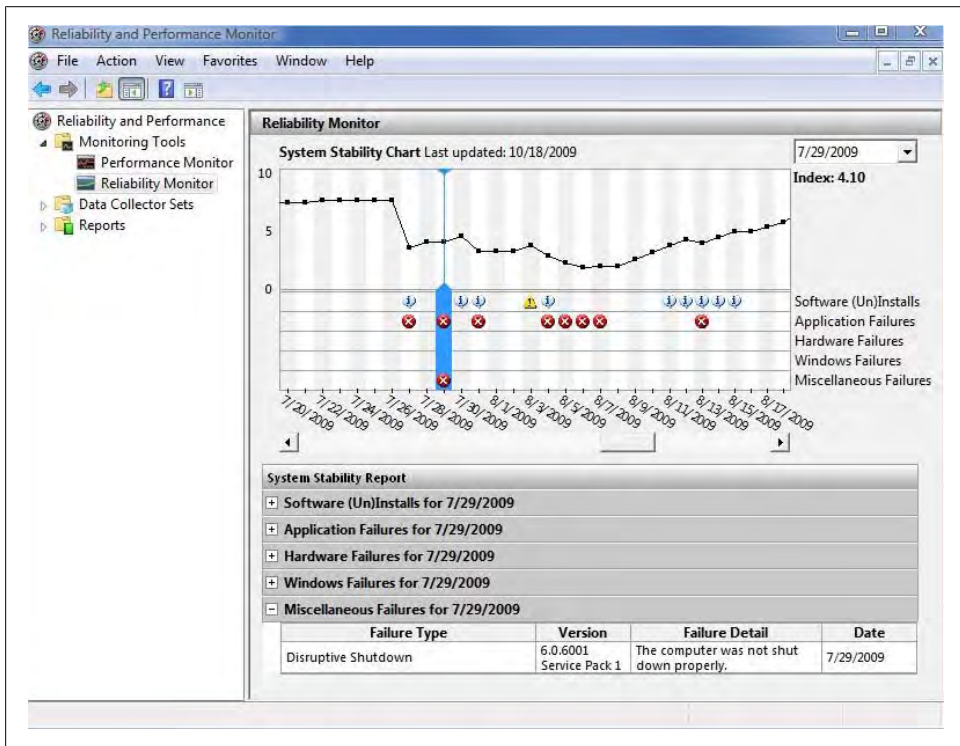 Reliability and Performance Monitor
File Action View Favorites Window Help
Reliability and Performance
Monitoring Tools
Performance Monitor
Reliability Monitor
Data Collector Sets
Reports
Reliability Monitor
System Stability Chart Last updated: 10/18/2009
7/29/2009
Index: 4.10
10
5
0
Software (Un)Installs
Application Failures
Hardware Failures
Windows Failures
Miscellaneous Failures
7/20/2009
7/22/2009
7/24/2009
7/26/2009
7/28/2009
7/30/2009
8/1/2009
8/3/2009
8/5/2009
8/7/2009
8/9/2009
8/11/2009
8/13/2009
8/15/2009
8/17/2009
System Stability Report
Software (Un)Installs for 7/29/2009
Application Failures for 7/29/2009
Hardware Failures for 7/29/2009
Windows Failures for 7/29/2009
Miscellaneous Failures for 7/29/2009
Failure Type Version Failure Detail Date
Disruptive Shutdown
6.0.6001
Service Pack 1
The computer was not shut
down properly.
7/29/2009